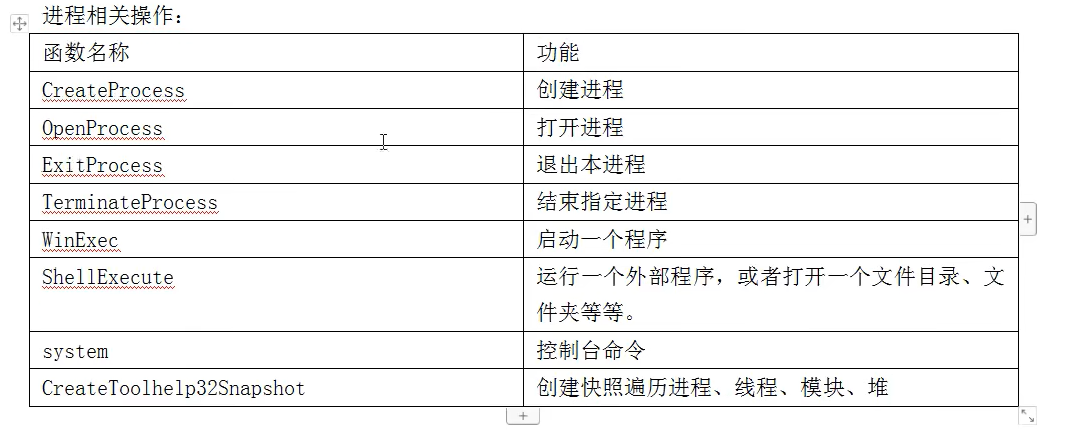 进程相关操作：
函数名称 功能
CreateProcess 创建进程
OpenProcess 打开进程
ExitProcess 退出本进程
TerminateProcess 结束指定进程
WinExec 启动一个程序
ShellExecute 运行一个外部程序，或者打开一个文件目录、文
件夹等等。
system 控制台命令
CreateToolhelp32Snapshot 创建快照遍历进程、线程、模块、堆